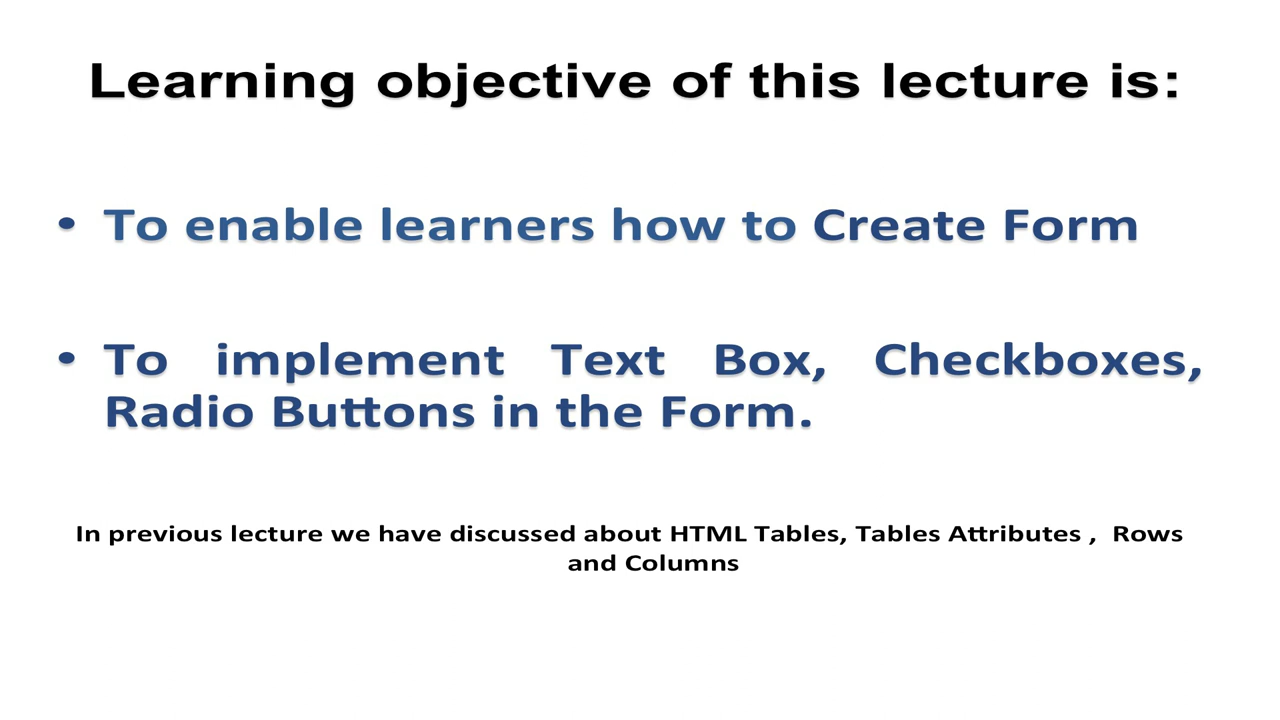 Learning objective of this lecture is:
• To enable learners how to Create Form
• To implement Text Box, Checkboxes,
Radio Buttons in the Form.
In previous lecture we have discussed about HTML Tables, Tables Attributes , Rows
and Columns